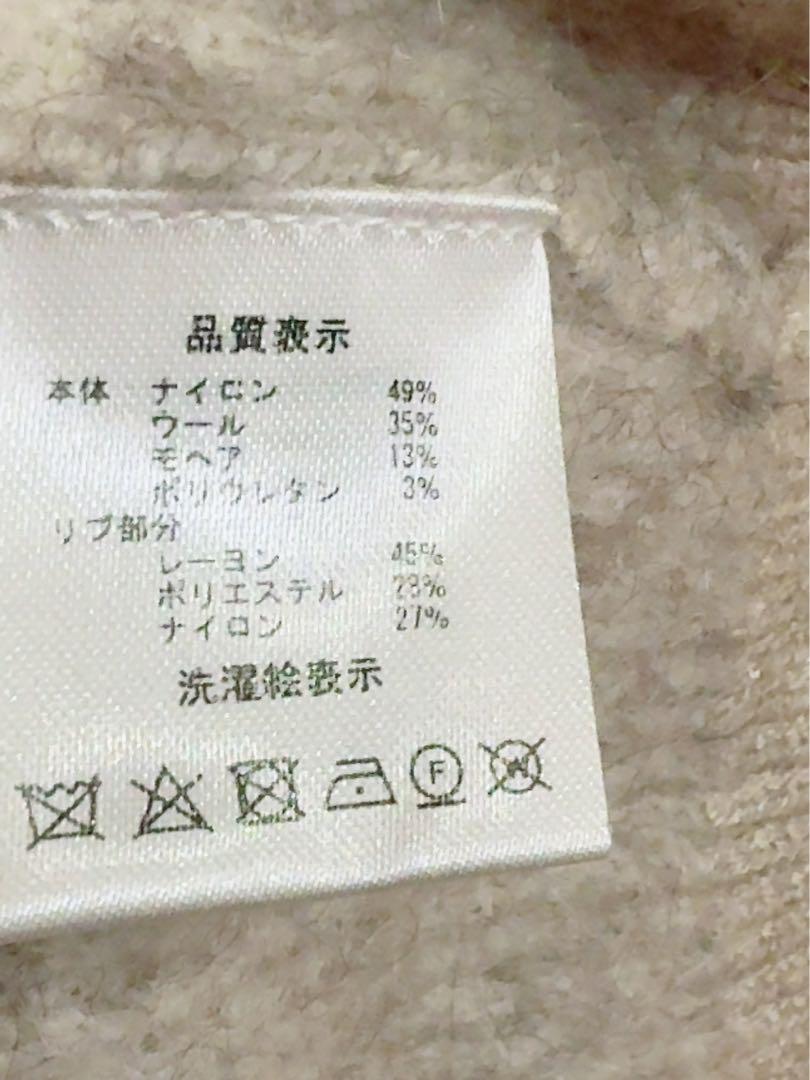 品質表示
本体 ナイロン 49%
ウール 35%
モヘア 13%
ポリウレタン 3%
リブ部分
レーヨン 45%
ポリエステル 28%
ナイロン 27%
洗濯絵表示
F W